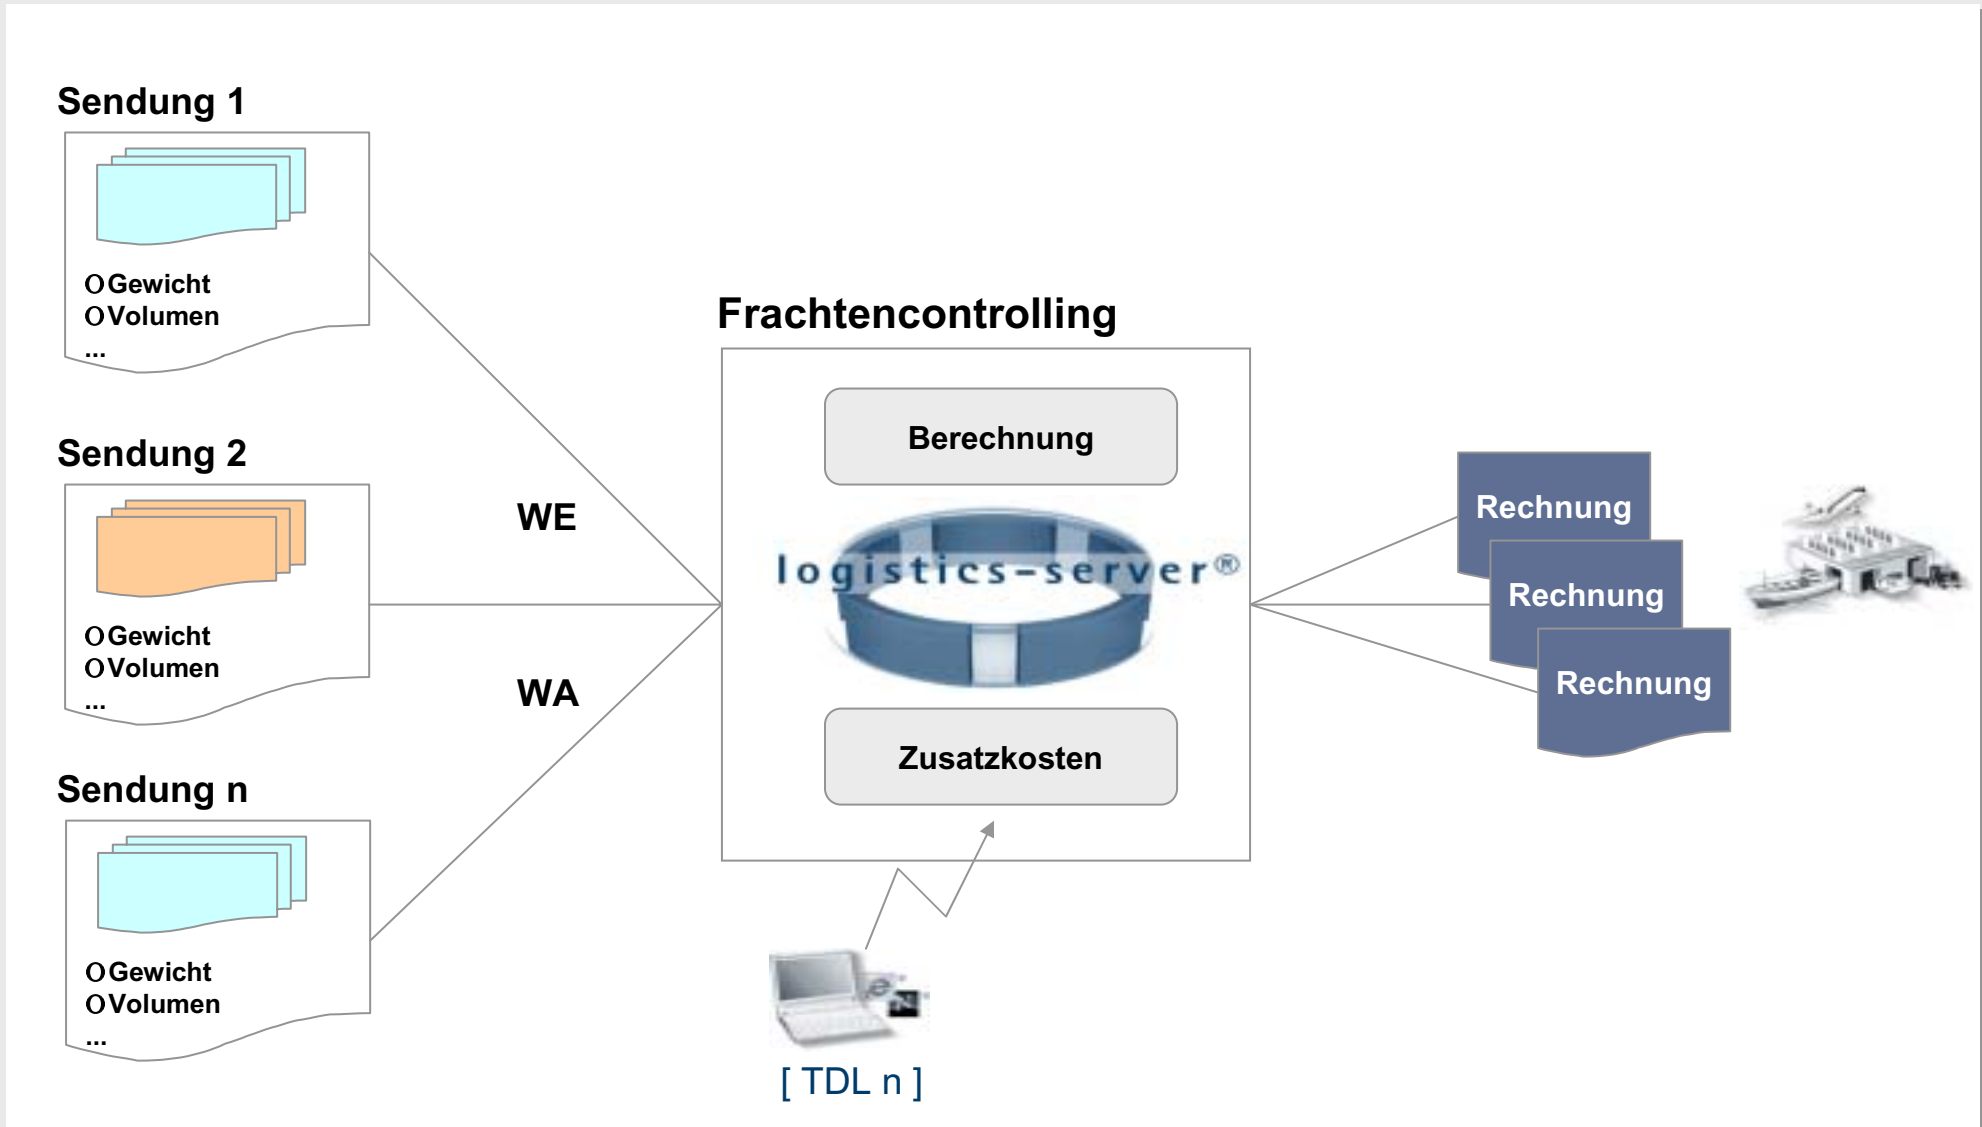 Sendung 1
O Gewicht
O Volumen
...
Sendung 2
O Gewicht
O Volumen
...
Sendung n
O Gewicht
O Volumen
...
WE
WA
Frachtencontrolling
Berechnung
logistics-server®
Zusatzkosten
[ TDL n ]
Rechnung
Rechnung
Rechnung